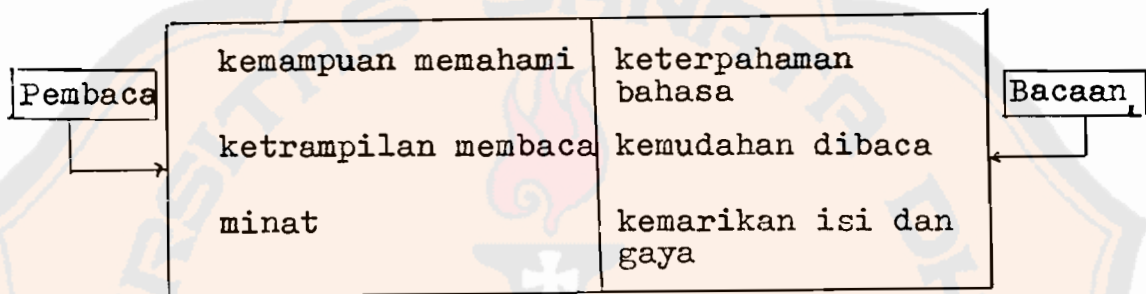 Pembaca
kemampuan memahami
keterpahaman
bahasa
Bacaan
ketrampilan membaca
kemudahan dibaca
minat
kemarikan isi dan
gaya